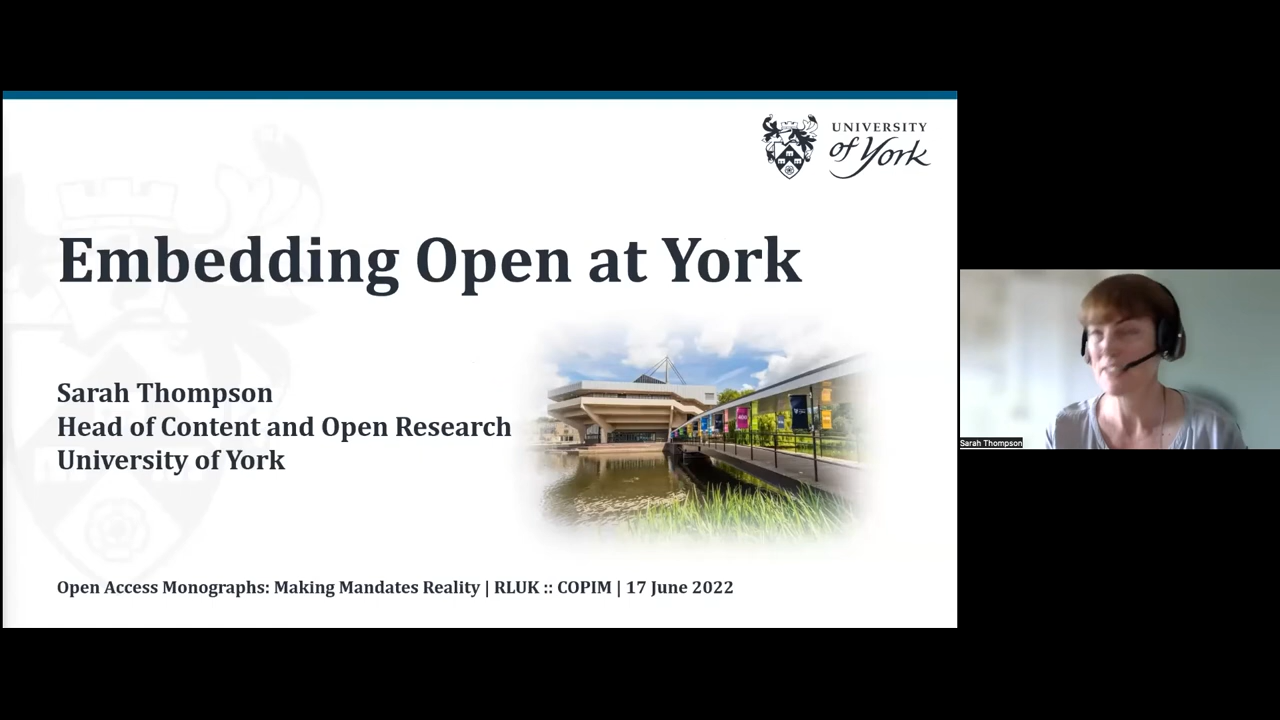 UNIVERSITY
of York
Embedding Open at York
Sarah Thompson
Head of Content and Open Research
University of York
Open Access Monographs: Making Mandates Reality | RLUK :: COPIM | 17 June 2022
Sarah Thompson